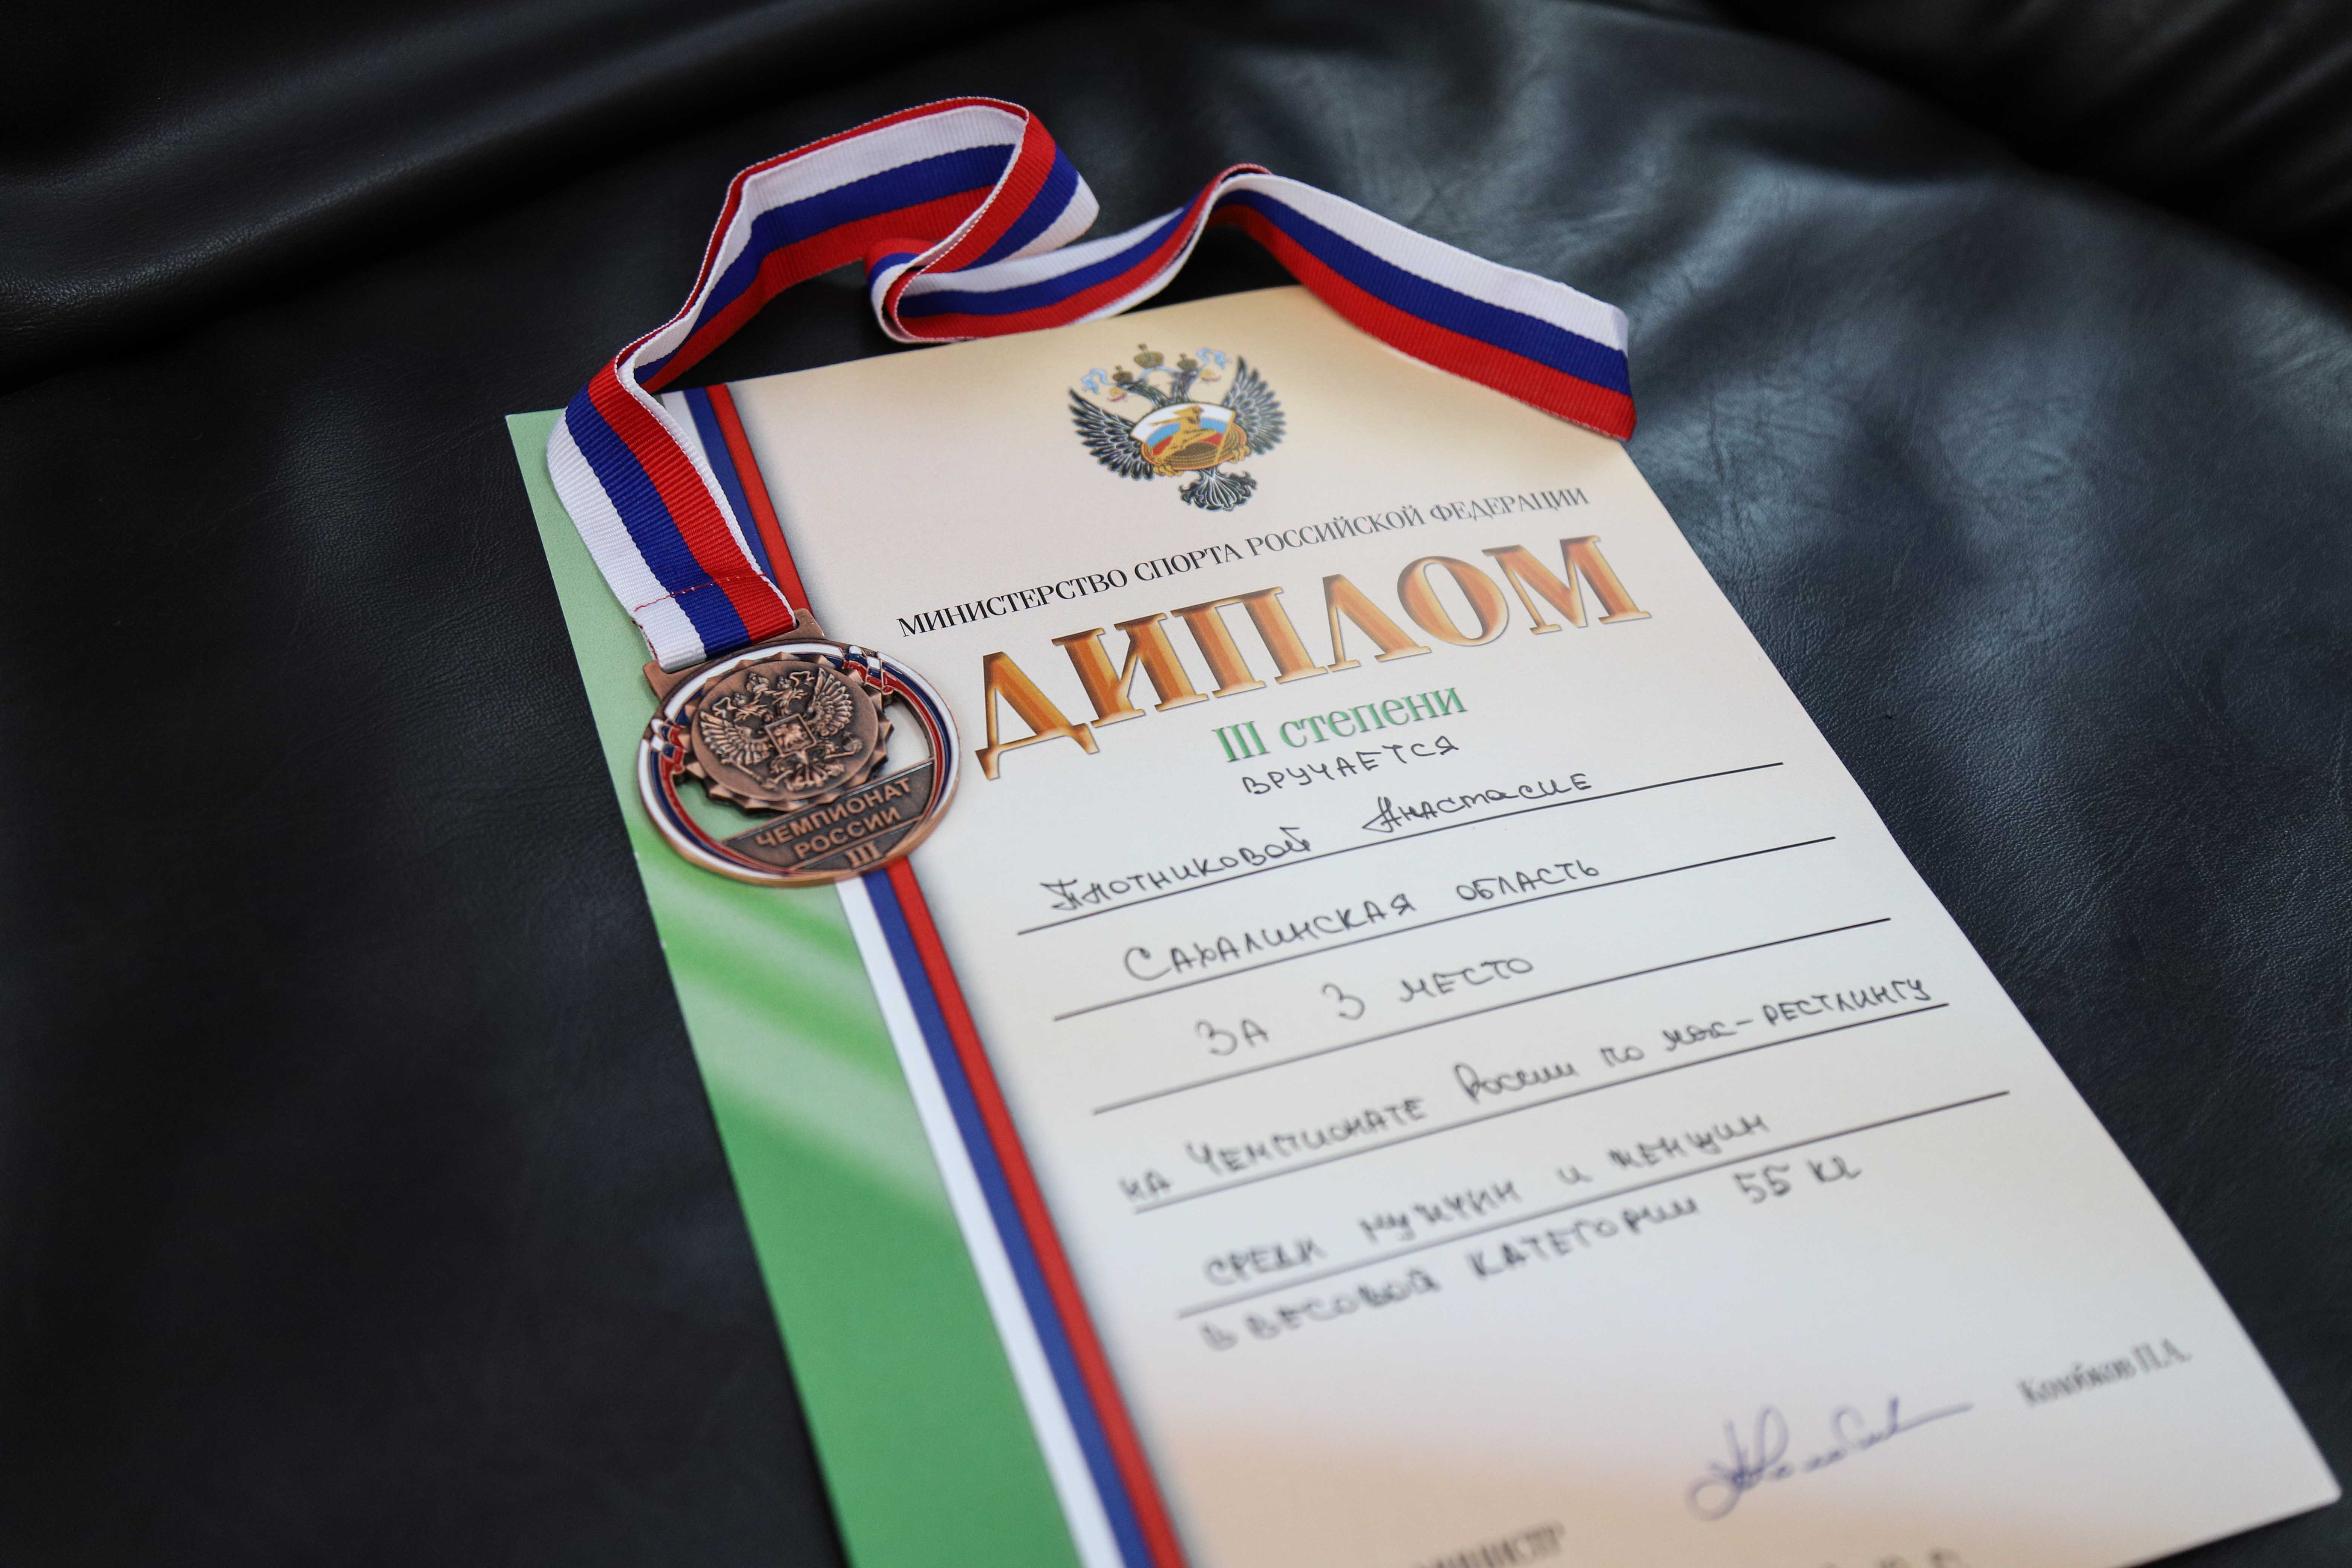 МИНИСТЕРСТВО СПОРТА РОССИЙСКОЙ ФЕДЕРАЦИИ
ДИПЛОМ
III степени
ВРУЧАЕТСЯ
Плотниковой Анастасие
Сахалинская область
за 3 место
на Чемпионате России по мас-рестлингу
среди мужчин и женщин
в весовой категории 55 кг
Колобков П.А.
ЧЕМПИОНАТ
РОССИИ
III